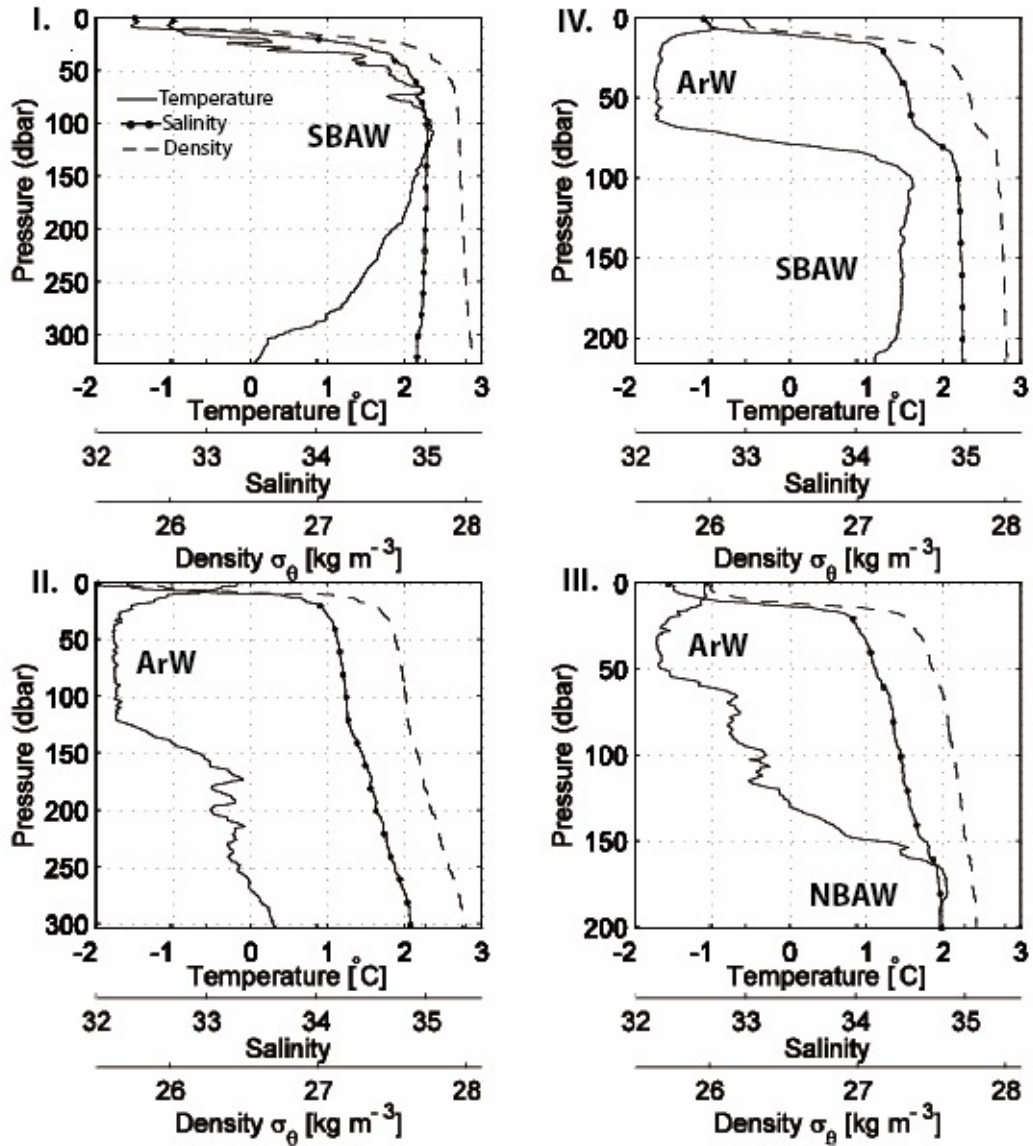 I.
0
50
100
150
200
250
300
Pressure (dbar)
Temperature
Salinity
Density
SBAW
-2 -1 0 1 2 3
Temperature [°C]
32 33 34 35
Salinity
26 27 28
Density σθ [kg m⁻³]
IV.
0
50
100
150
200
Pressure (dbar)
ArW
SBAW
-2 -1 0 1 2 3
Temperature [°C]
32 33 34 35
Salinity
26 27 28
Density σθ [kg m⁻³]
II.
0
50
100
150
200
250
300
Pressure (dbar)
ArW
-2 -1 0 1 2 3
Temperature [°C]
32 33 34 35
Salinity
26 27 28
Density σθ [kg m⁻³]
III.
0
50
100
150
200
Pressure (dbar)
ArW
NBAW
-2 -1 0 1 2 3
Temperature [°C]
32 33 34 35
Salinity
26 27 28
Density σθ [kg m⁻³]